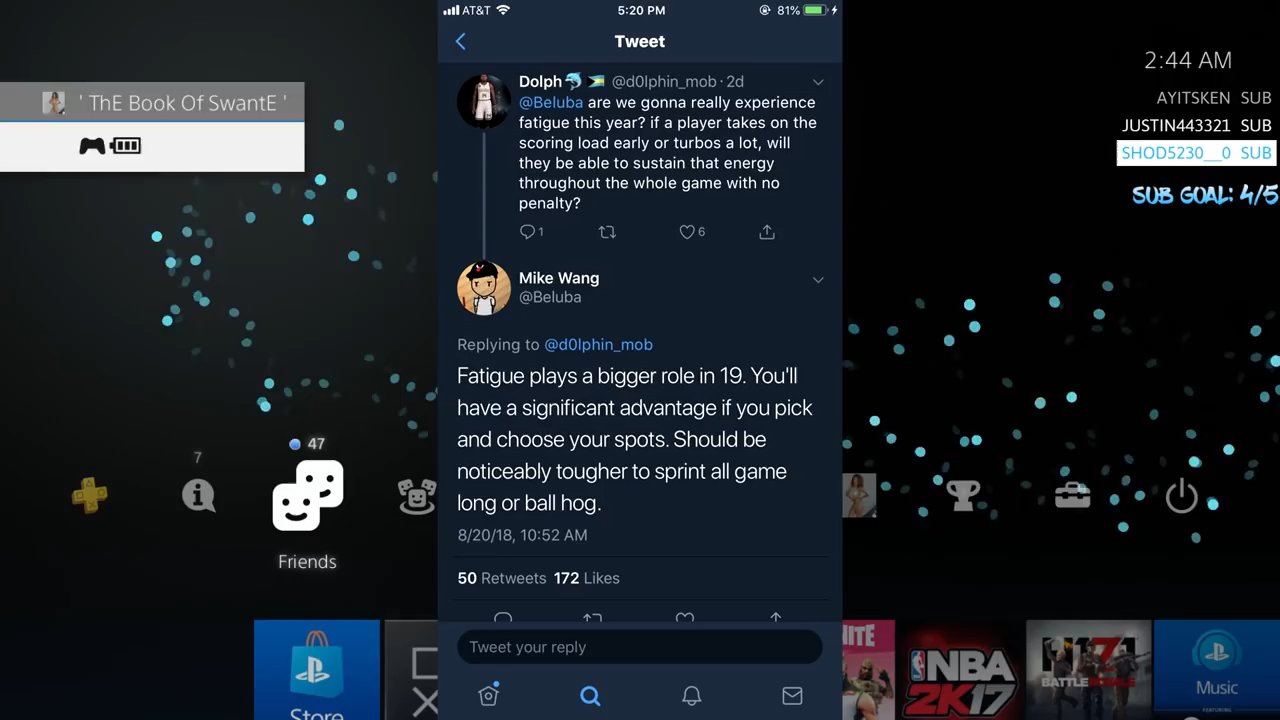 AT&T
5:20 PM
81%
Tweet
' ThE Book Of SwantE '
2:44 AM
AYITSKEN SUB
JUSTIN443321 SUB
SHOD5230__0 SUB
SUB GOAL: 4/5
Dolph🐬 🇧🇸 @d0lphin_mob · 2d
@Beluba are we gonna really experience
fatigue this year? if a player takes on the
scoring load early or turbos a lot, will
they be able to sustain that energy
throughout the whole game with no
penalty?
1
6
Mike Wang
@Beluba
Replying to @d0lphin_mob
Fatigue plays a bigger role in 19. You'll
have a significant advantage if you pick
and choose your spots. Should be
noticeably tougher to sprint all game
long or ball hog.
8/20/18, 10:52 AM
50 Retweets 172 Likes
Tweet your reply
7
47
Friends
Store
NBA
2K17
H1Z1
BATTLE ROYALE
Music
FEATURING